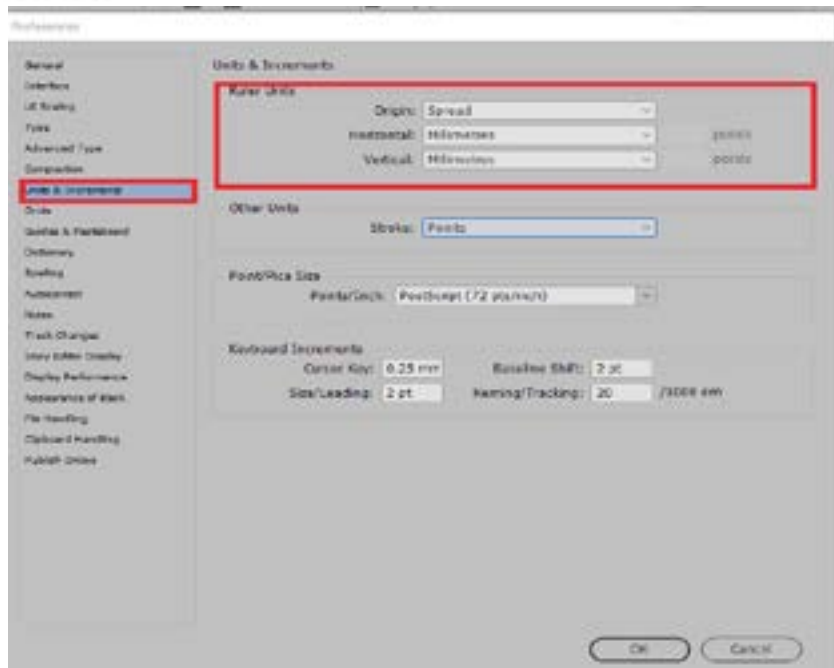 Preferences
General
Interface
UI Scaling
Type
Advanced Type
Composition
Units & Increments
Grids
Guides & Pasteboard
Dictionary
Spelling
Autocorrect
Notes
Track Changes
Story Editor Display
Display Performance
Appearance of Black
File Handling
Clipboard Handling
Publish Online
Units & Increments
Ruler Units
Origin: Spread
Horizontal: Millimeters points
Vertical: Millimeters points
Other Units
Stroke: Points
Point/Pica Size
Points/Inch: PostScript (72 pts/inch)
Keyboard Increments
Cursor Key: 0.25 mm Baseline Shift: 2 pt
Size/Leading: 2 pt Kerning/Tracking: 20 /1000 em
OK Cancel